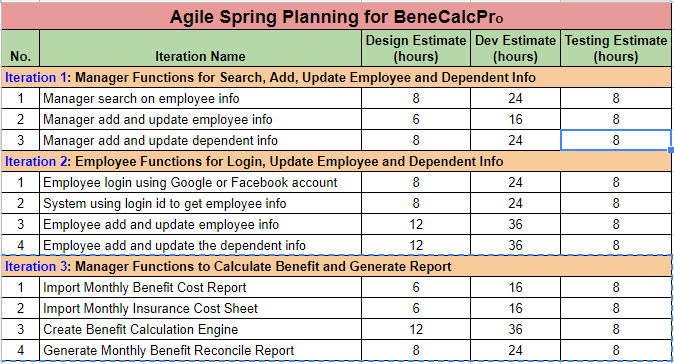 Agile Spring Planning for BeneCalcPro
No. Iteration Name Design Estimate (hours) Dev Estimate (hours) Testing Estimate (hours)
Iteration 1: Manager Functions for Search, Add, Update Employee and Dependent Info
1 Manager search on employee info 8 24 8
2 Manager add and update employee info 6 16 8
3 Manager add and update dependent info 8 24 8
Iteration 2: Employee Functions for Login, Update Employee and Dependent Info
1 Employee login using Google or Facebook account 8 24 8
2 System using login id to get employee info 8 24 8
3 Employee add and update employee info 12 36 8
4 Employee add and update the dependent info 12 36 8
Iteration 3: Manager Functions to Calculate Benefit and Generate Report
1 Import Monthly Benefit Cost Report 6 16 8
2 Import Monthly Insurance Cost Sheet 6 16 8
3 Create Benefit Calculation Engine 12 36 8
4 Generate Monthly Benefit Reconcile Report 8 24 8